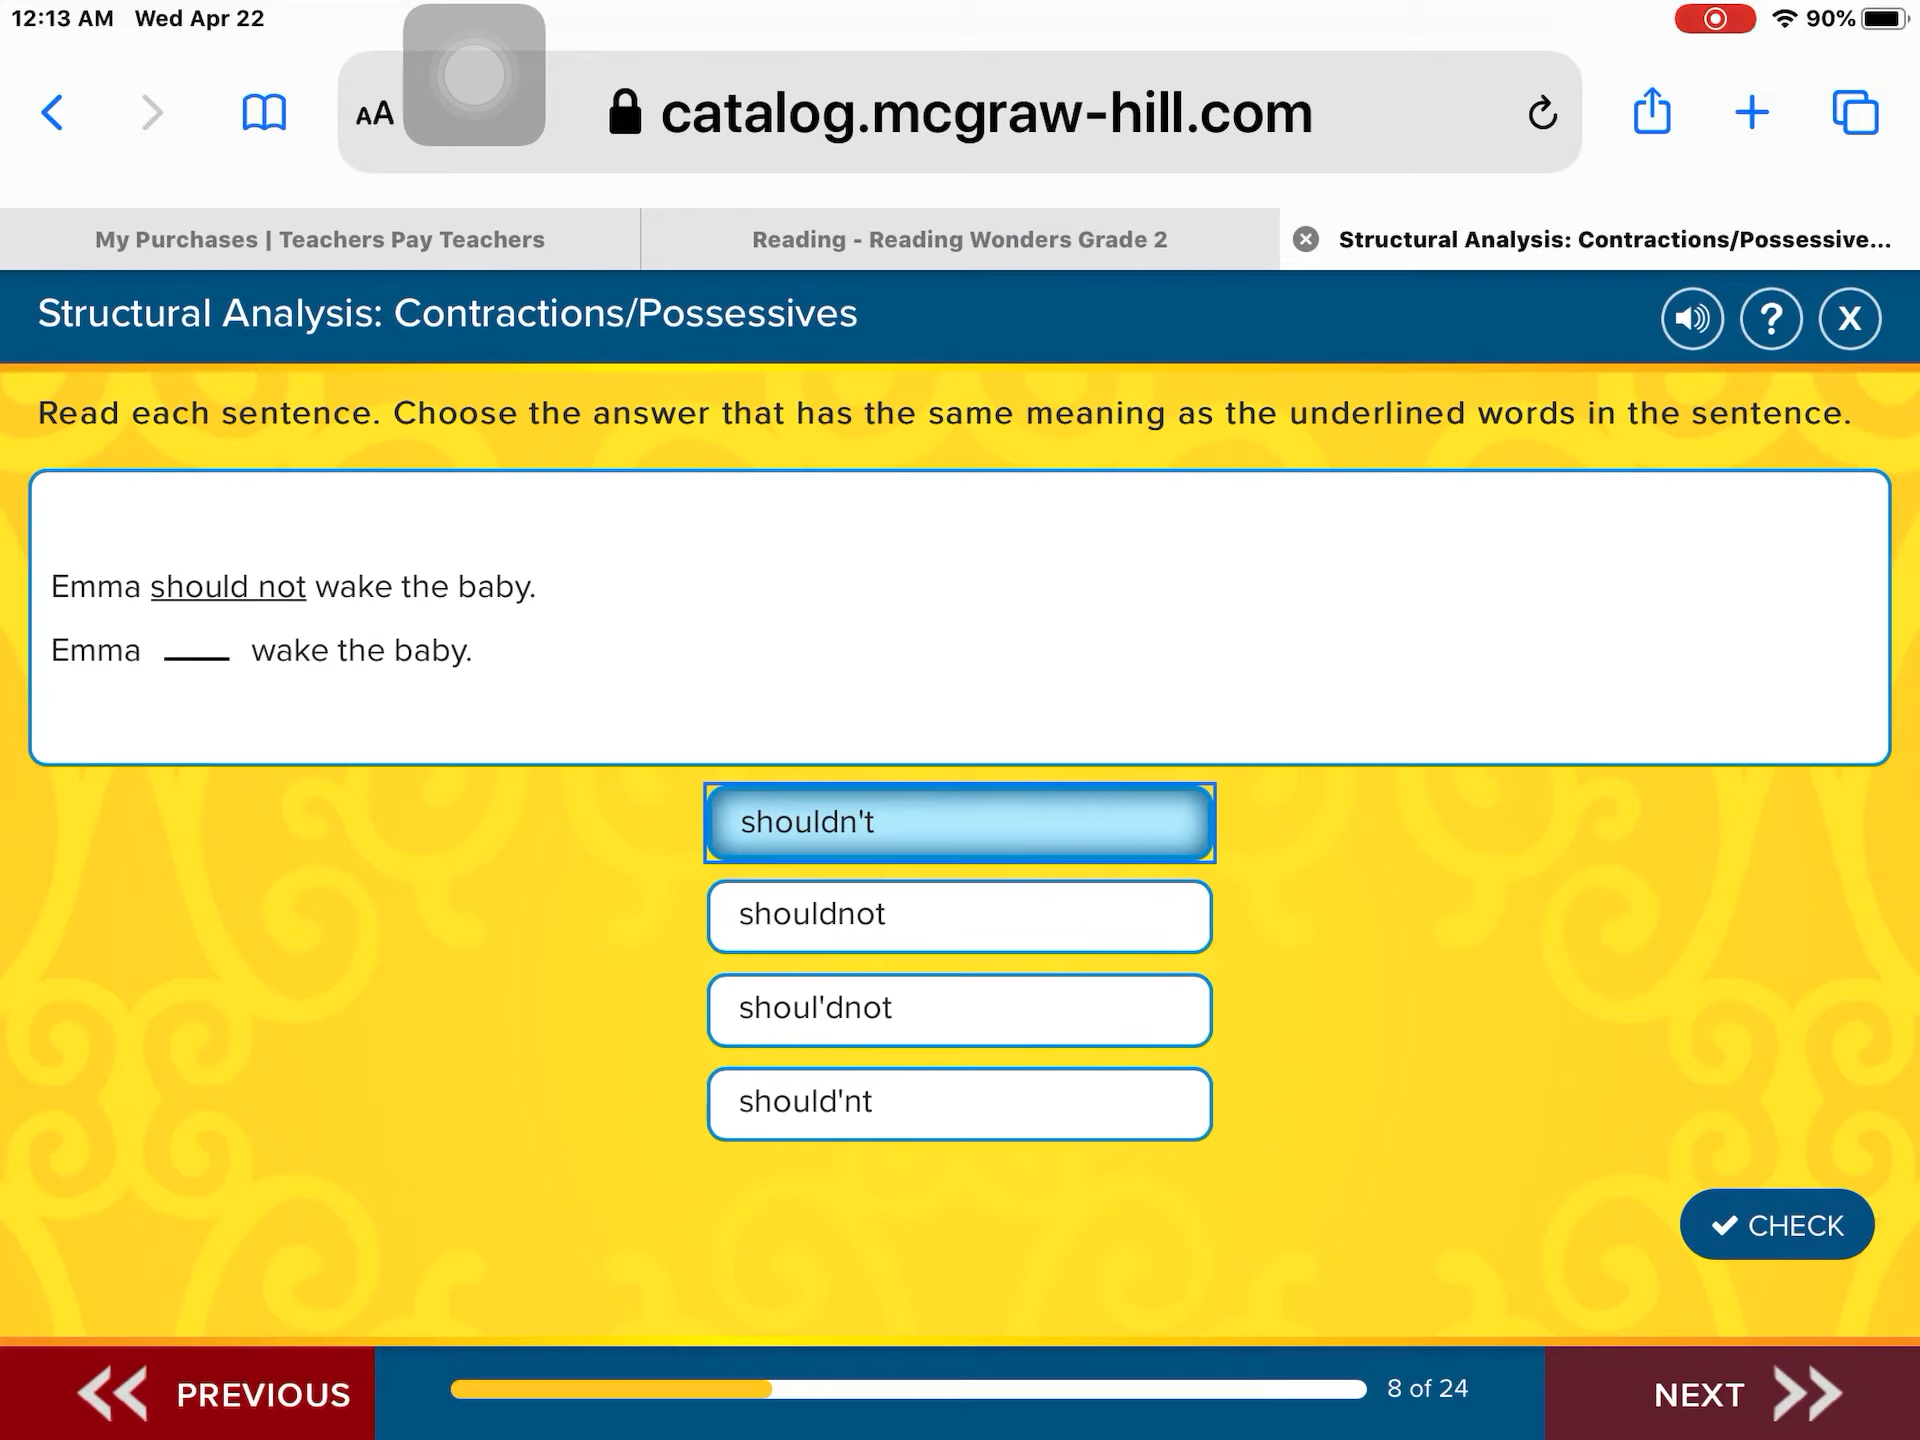 12:13 AM Wed Apr 22
90%
AA catalog.mcgraw-hill.com
My Purchases | Teachers Pay Teachers
Reading - Reading Wonders Grade 2
Structural Analysis: Contractions/Possessive...
Structural Analysis: Contractions/Possessives
? X
Read each sentence. Choose the answer that has the same meaning as the underlined words in the sentence.
Emma should not wake the baby.
Emma ____ wake the baby.
shouldn't
shouldnot
shoul'dnot
should'nt
CHECK
PREVIOUS
8 of 24
NEXT